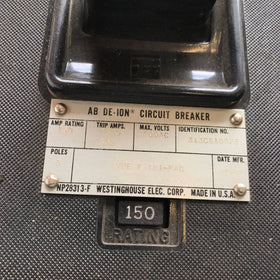 AB DE-ION® CIRCUIT BREAKER
AMP RATING TRIP AMPS. MAX. VOLTS IDENTIFICATION NO.
POLES DATE MFR.
NP28313-F WESTINGHOUSE ELEC. CORP. MADE IN U.S.A.
150
RATING